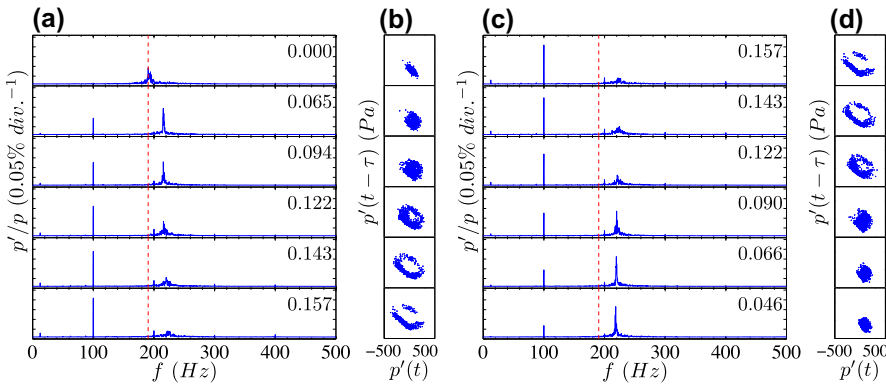 (a) (b) (c) (d)
p′/p (0.05% div.⁻¹)
0.000
0.065
0.094
0.122
0.143
0.157
0 100 200 300 400 500
f (Hz)
p′(t − τ) (Pa)
−500 500
p′(t)
p′/p (0.05% div.⁻¹)
0.157
0.143
0.122
0.090
0.066
0.046
0 100 200 300 400 500
f (Hz)
p′(t − τ) (Pa)
−500 500
p′(t)